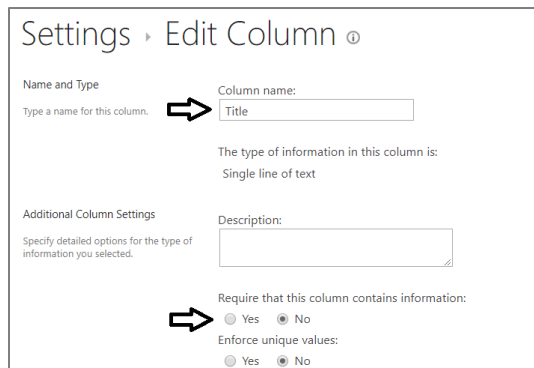 Settings › Edit Column
Name and Type
Type a name for this column.
Column name:
Title
The type of information in this column is:
Single line of text
Additional Column Settings
Specify detailed options for the type of
information you selected.
Description:
Require that this column contains information:
Yes No
Enforce unique values:
Yes No